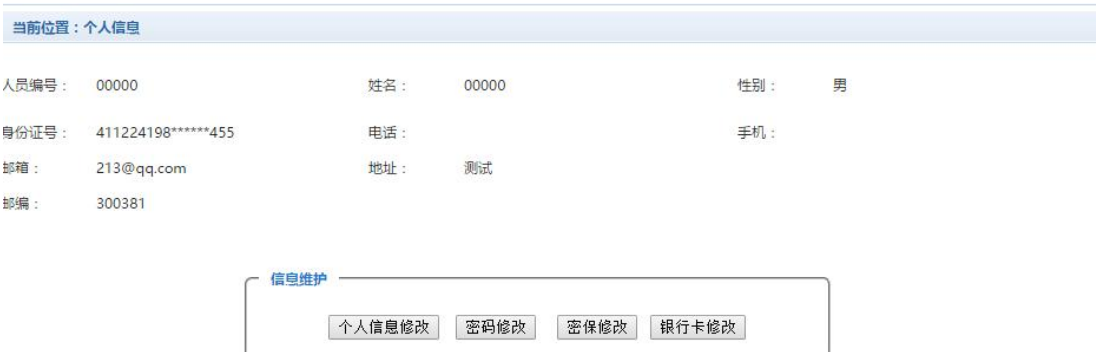 当前位置：个人信息
人员编号： 00000 姓名： 00000 性别： 男
身份证号： 411224198******455 电话： 手机：
邮箱： 213@qq.com 地址： 测试
邮编： 300381
信息维护
个人信息修改 密码修改 密保修改 银行卡修改